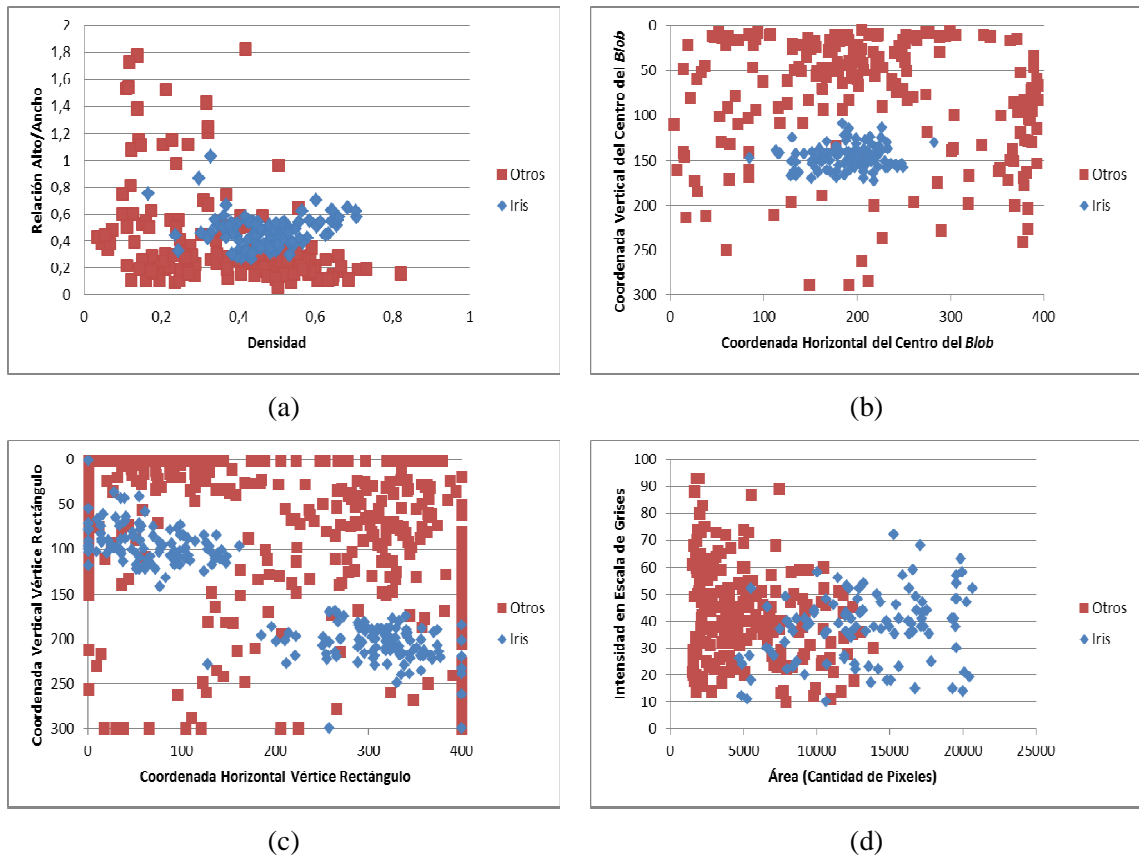 2
1,8
1,6
1,4
1,2
1
0,8
0,6
0,4
0,2
0
0 0,2 0,4 0,6 0,8 1
Relación Alto/Ancho
Densidad
Otros
Iris
(a)
0
50
100
150
200
250
300
0 100 200 300 400
Coordenada Vertical del Centro del Blob
Coordenada Horizontal del Centro del Blob
Otros
Iris
(b)
0
50
100
150
200
250
300
0 100 200 300 400
Coordenada Vertical Vértice Rectángulo
Coordenada Horizontal Vértice Rectángulo
Otros
Iris
(c)
100
90
80
70
60
50
40
30
20
10
0
0 5000 10000 15000 20000 25000
Intensidad en Escala de Grises
Área (Cantidad de Pixeles)
Otros
Iris
(d)